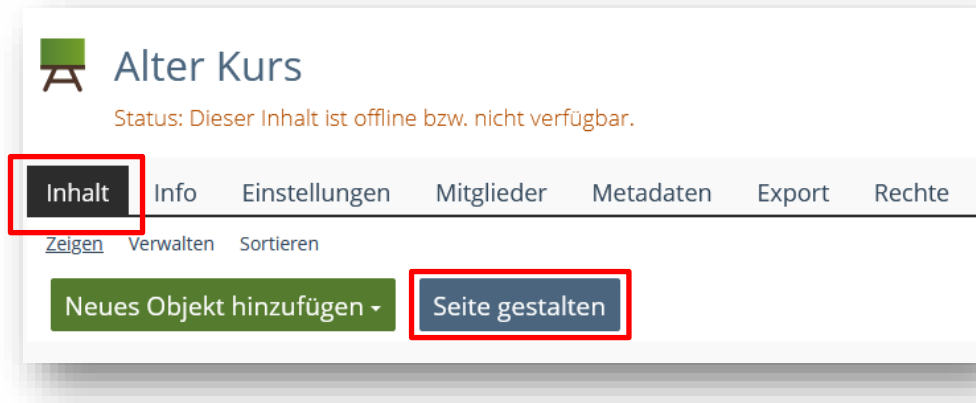 Alter Kurs
Status: Dieser Inhalt ist offline bzw. nicht verfügbar.
Inhalt Info Einstellungen Mitglieder Metadaten Export Rechte
Zeigen Verwalten Sortieren
Neues Objekt hinzufügen Seite gestalten